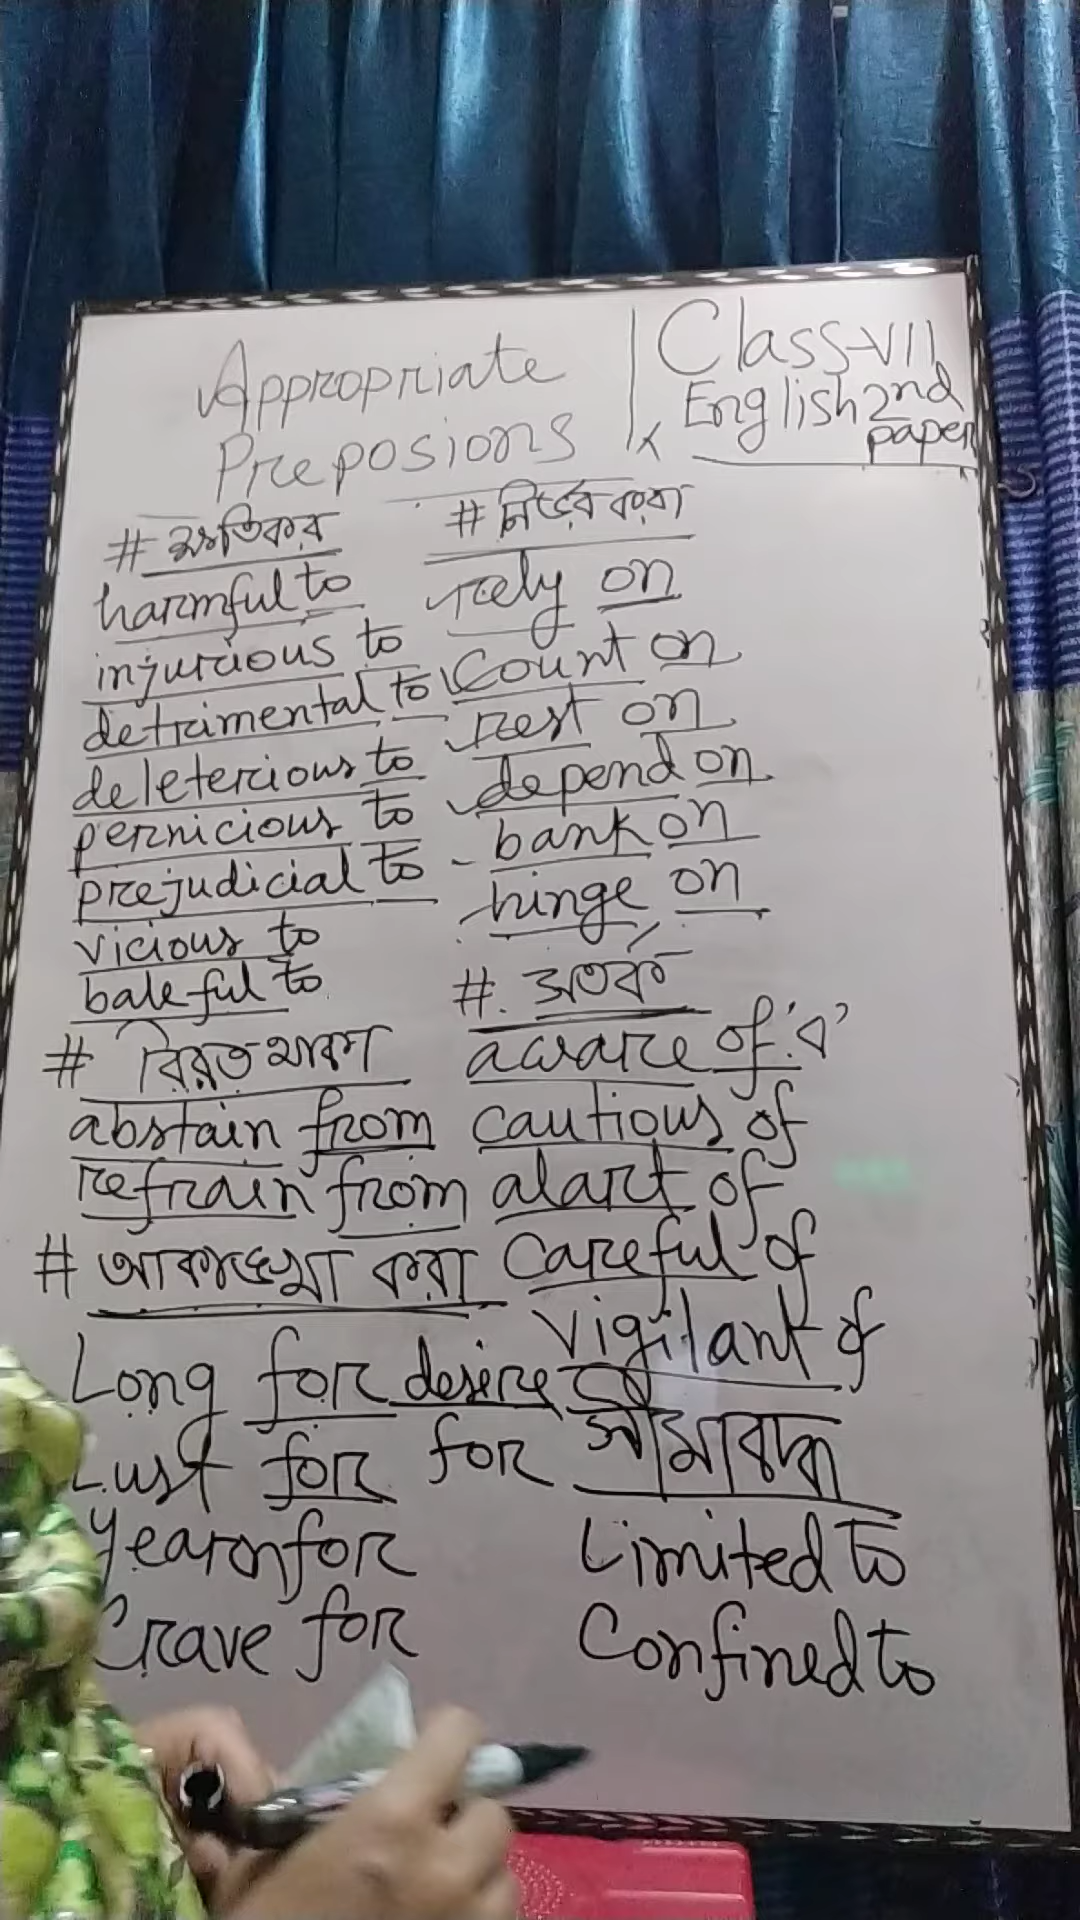 Appropriate
Preposions
Class-VII
English 2nd
paper
# ক্ষতিকর
harmful to
injurious to
detrimental to
deleterious to
pernicious to
prejudicial to
vicious to
baleful to
# বিরত থাকা
abstain from
refrain from
# আকাঙ্খা করা
Long for desire
Lust for for
Yearn for
Crave for
# নির্ভর করা
rely on
Count on
rest on
depend on
bank on
hinge on
#. সতর্ক
aware of 'র'
cautious of
alart of
Careful of
Vigilant of
সীমাবদ্ধ
Limited to
Confined to